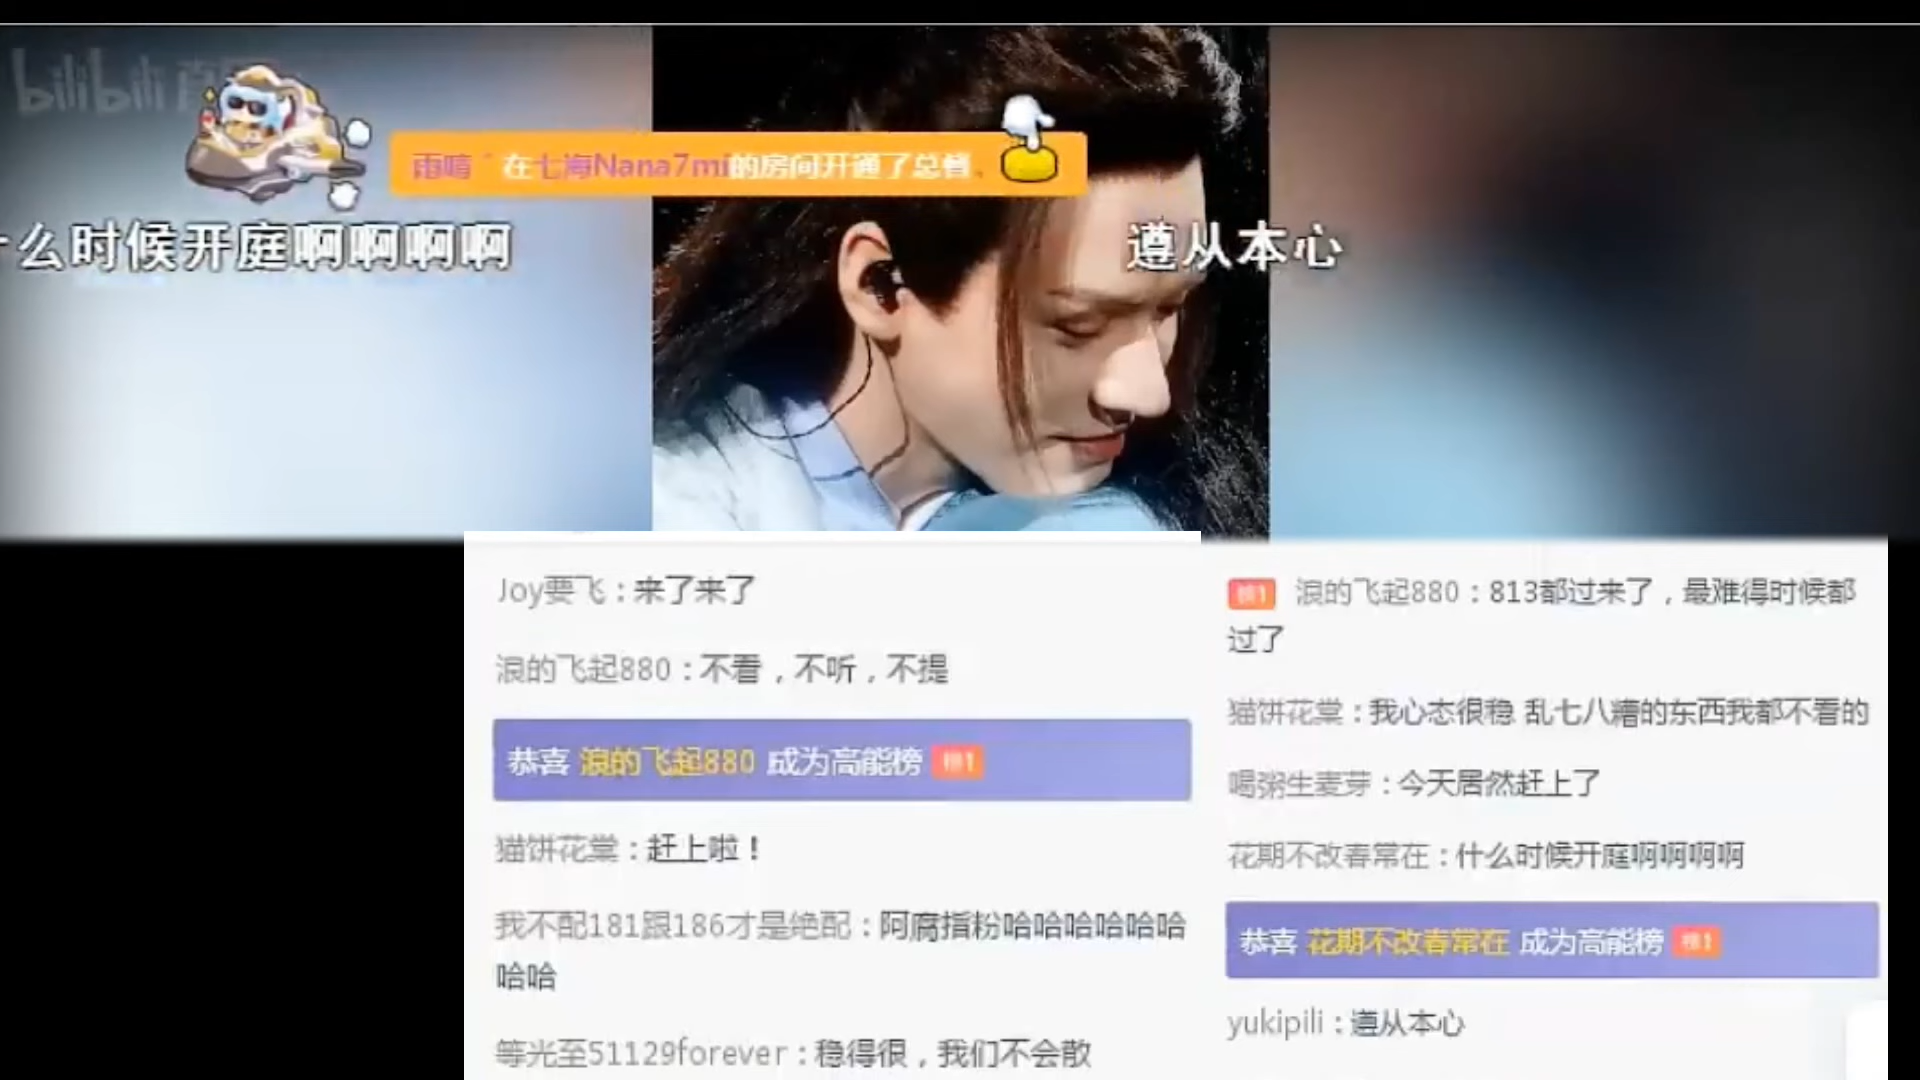 bilibili 直
雨暄゛在七海Nana7mi的房间开通了总督。
什么时候开庭啊啊啊啊
遵从本心
Joy要飞：来了来了
浪的飞起880：不看，不听，不提
恭喜 浪的飞起880 成为高能榜 榜1
猫饼花棠：赶上啦！
我不配181跟186才是绝配：阿腐指粉哈哈哈哈哈哈
哈哈
等光至51129forever：稳得很，我们不会散
榜1 浪的飞起880：813都过来了，最难得时候都
过了
猫饼花棠：我心态很稳 乱七八糟的东西我都不看的
喝粥生麦芽：今天居然赶上了
花期不改春常在：什么时候开庭啊啊啊啊
恭喜 花期不改春常在 成为高能榜 榜1
yukipili：遵从本心